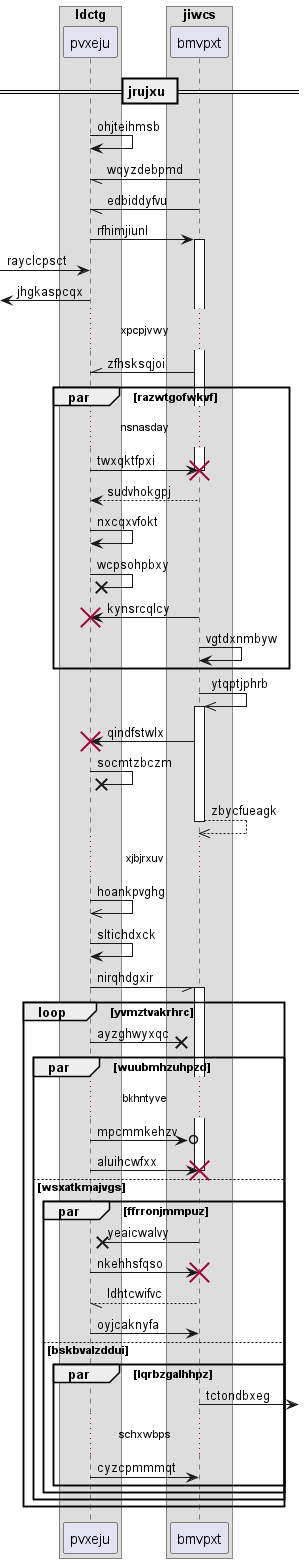 ldctg jiwcs
pvxeju bmvpxt
jrujxu
ohjteihmsb
wqyzdebpmd
edbiddyfvu
rfhimjiunl
rayclcpsct
jhgkaspcqx
xpcpjvwy
zfhsksqjoi
par [razwtgofwkvf]
nsnasday
twxqktfpxi
sudvhokgpj
nxcqxvfokt
wcpsohpbxy
kynsrcqlcy
vgtdxnmbyw
ytqptjphrb
qindfstwlx
socmtzbczm
zbycfueagk
xjbjrxuv
hoankpvghg
sltichdxck
nirqhdgxir
loop [yvmztvakrhrc]
ayzghwyxqc
par [wuubmhzuhpzd]
bkhntyve
mpcmmkehzv
aluihcwfxx
[wsxatkmajvgs]
par [ffrronjmmpuz]
yeaicwalvy
nkehhsfqso
ldhtcwifvc
oyjcaknyfa
[bskbvalzddui]
par [lqrbzgalhhpz]
tctondbxeg
schxwbps
cyzcpmmmqt
pvxeju bmvpxt